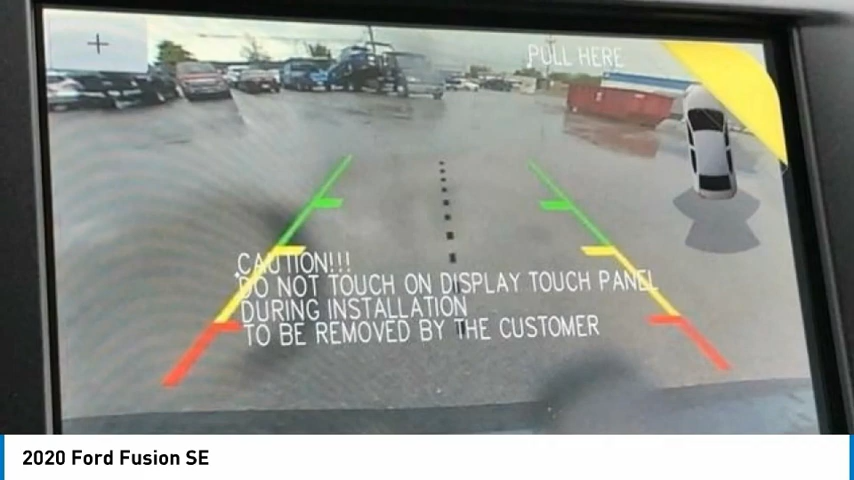 PULL HERE
CAUTION!!!
DO NOT TOUCH ON DISPLAY TOUCH PANEL
DURING INSTALLATION
TO BE REMOVED BY THE CUSTOMER
2020 Ford Fusion SE